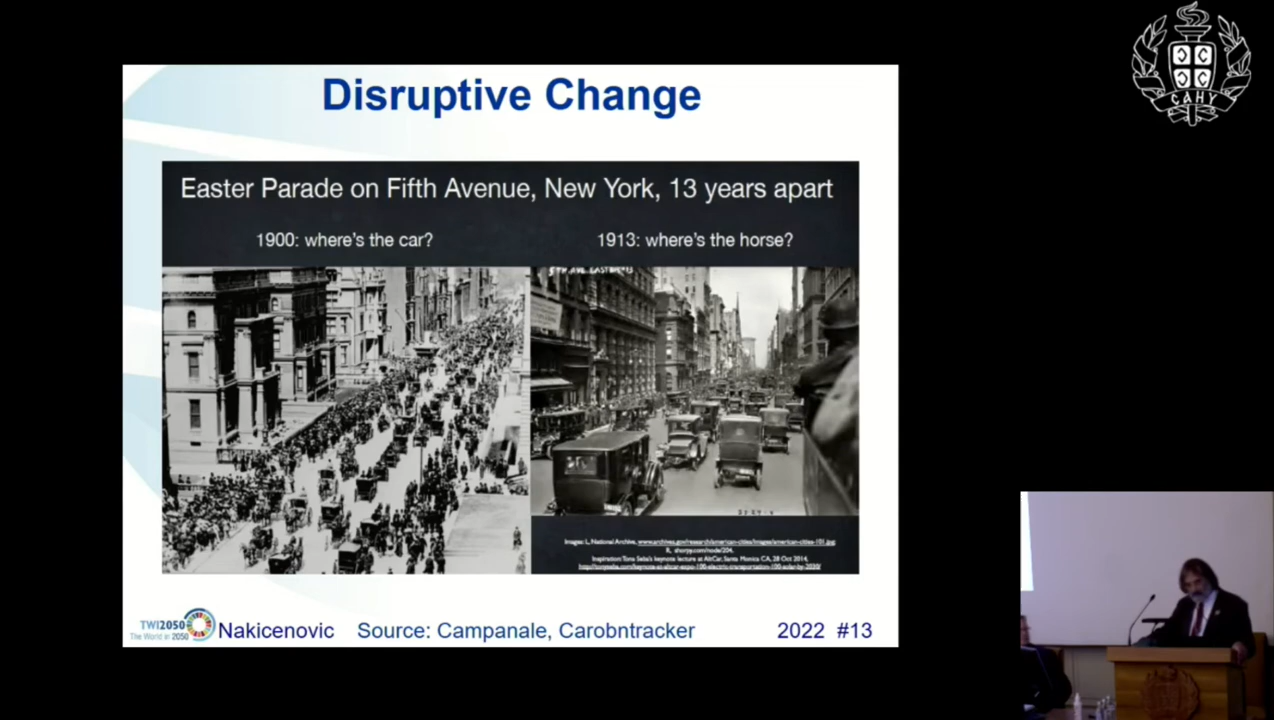 Disruptive Change
Easter Parade on Fifth Avenue, New York, 13 years apart
1900: where's the car?
1913: where's the horse?
Images: L, National Archive, www.archives.gov/research/american-cities/images/american-cities-101.jpg
R, shorpy.com/node/204.
Inspiration: Tona Seba's keynote lecture at AltCar, Santa Monica CA, 28 Oct 2014,
http://tonyseba.com/keynote-at-altcar-expo-100-electric-transportation-100-solar-by-2030/
TWI2050
The World in 2050
Nakicenovic
Source: Campanale, Carobntracker
2022 #13
САНУ